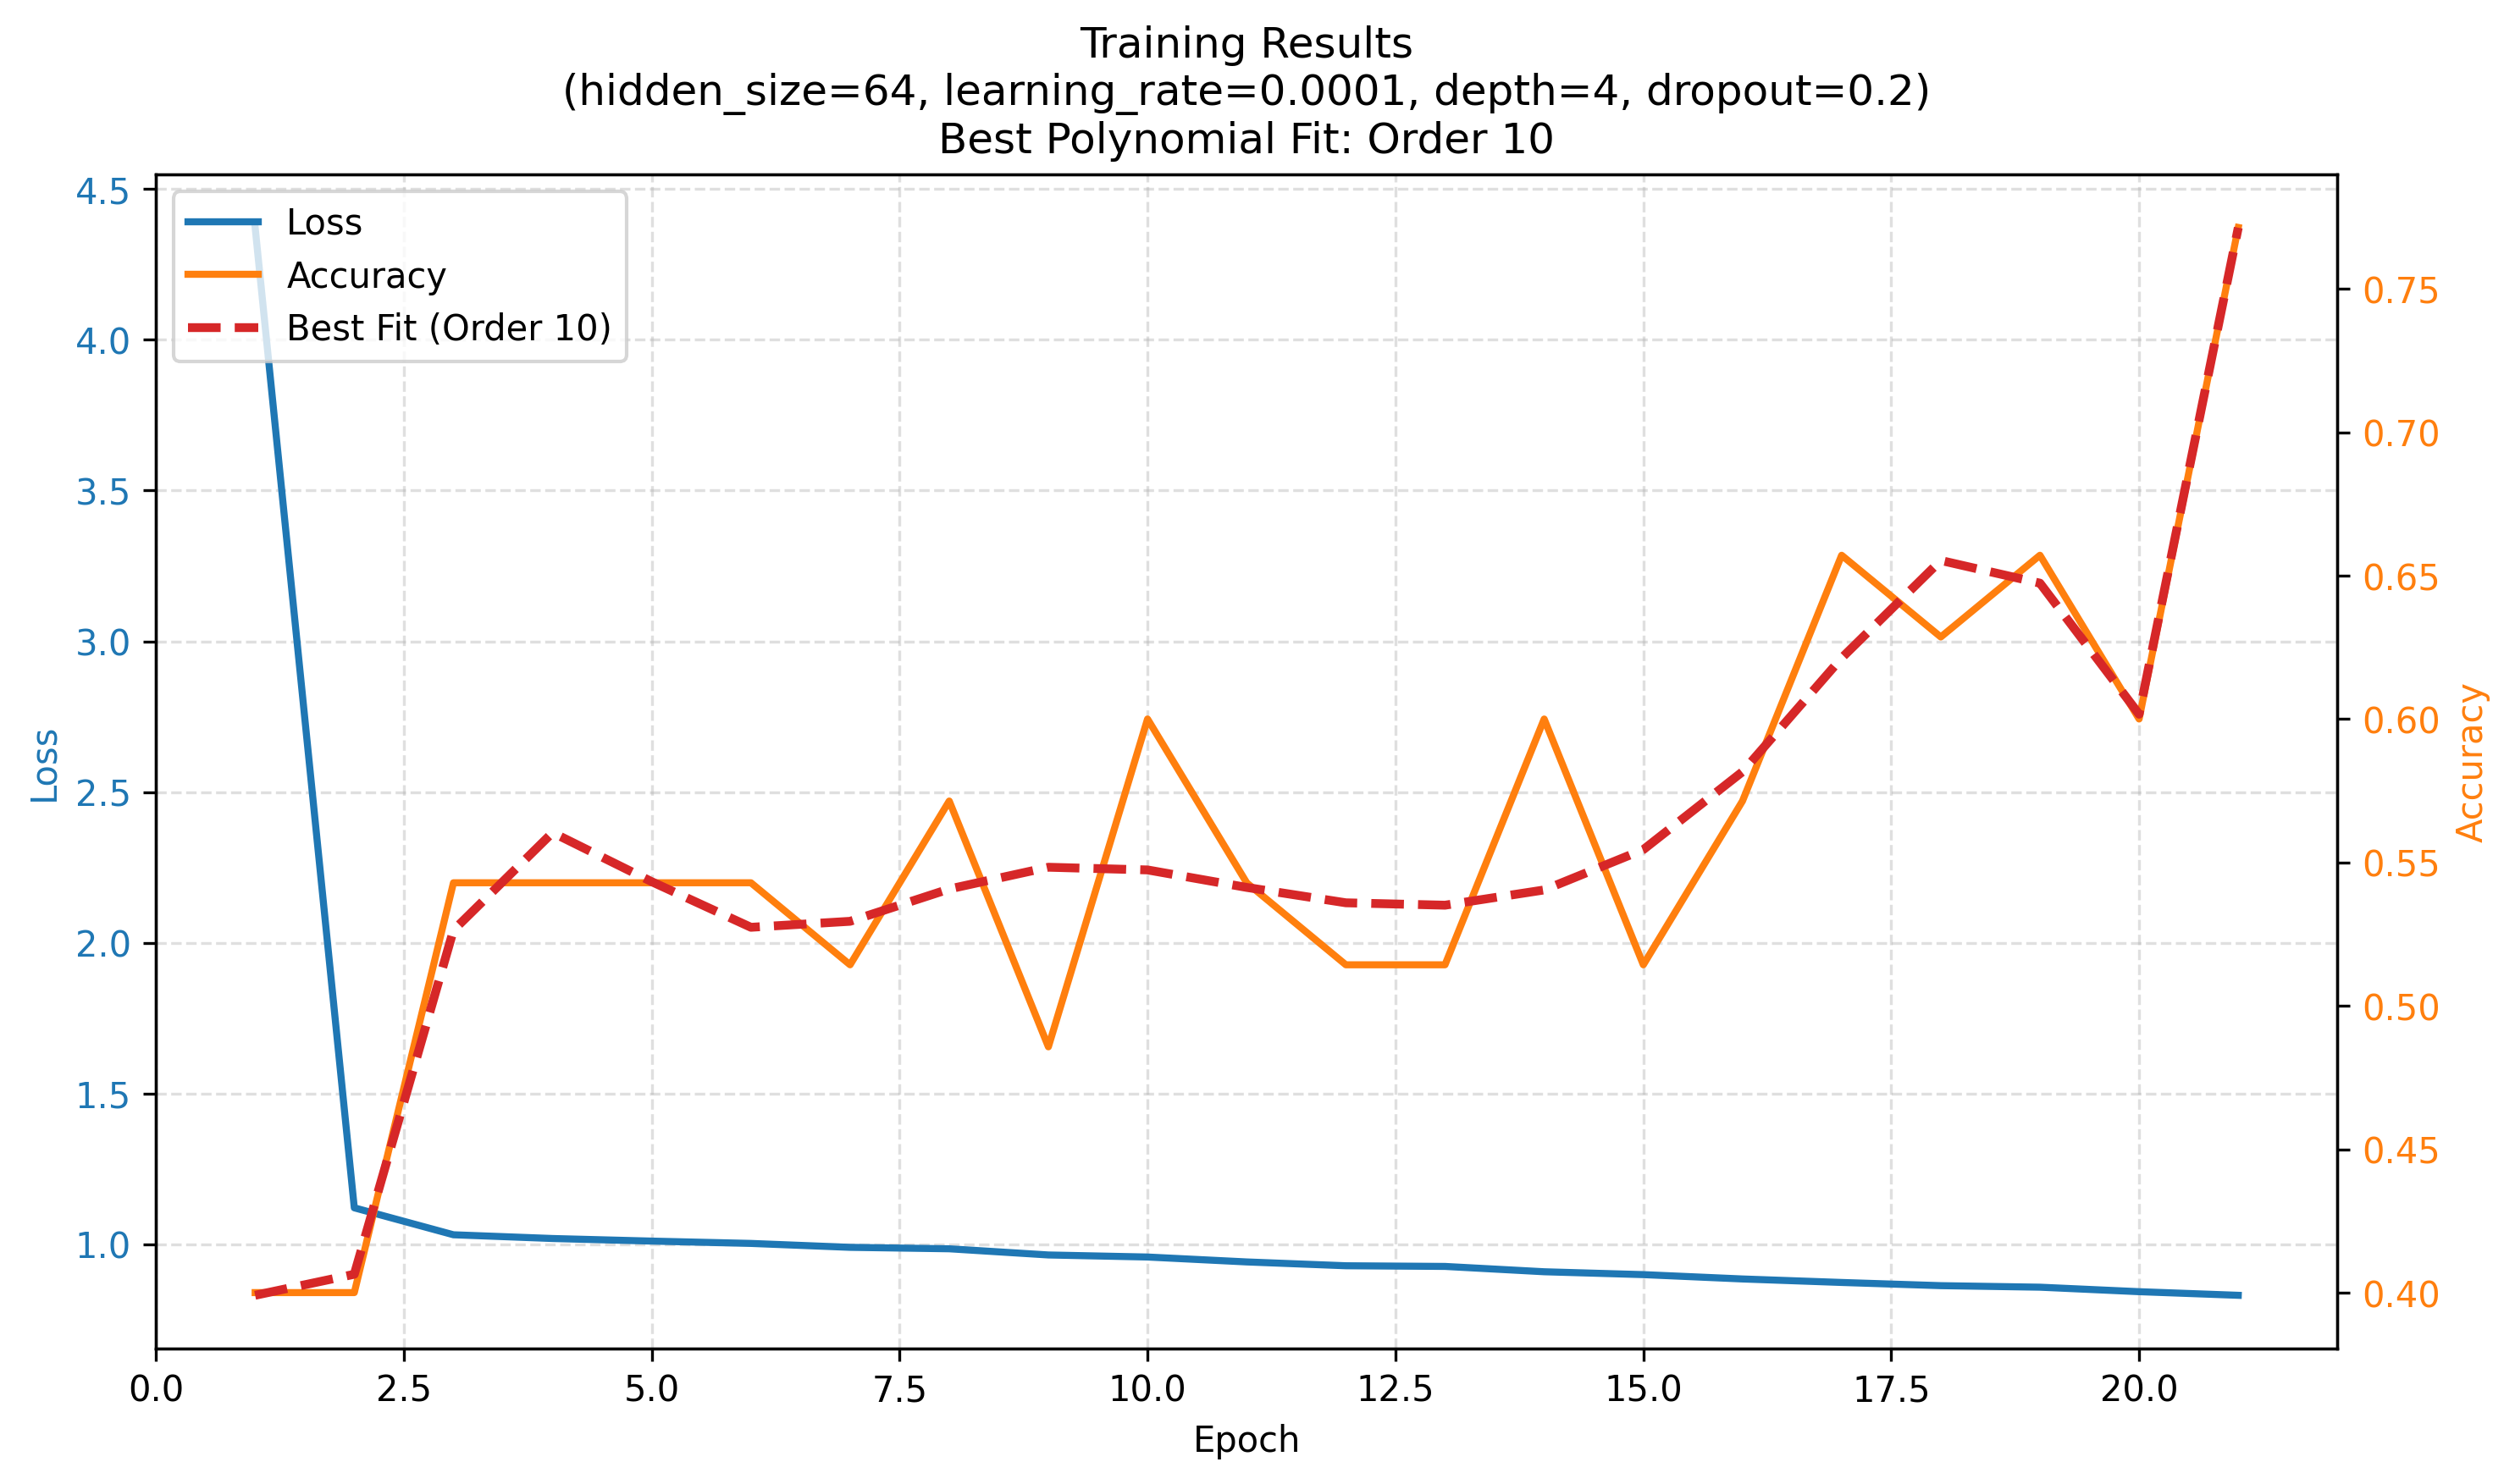 Training Results
(hidden_size=64, learning_rate=0.0001, depth=4, dropout=0.2)
Best Polynomial Fit: Order 10
Loss
Accuracy
Best Fit (Order 10)
4.5
4.0
3.5
3.0
2.5
2.0
1.5
1.0
Loss
0.75
0.70
0.65
0.60
0.55
0.50
0.45
0.40
Accuracy
0.0 2.5 5.0 7.5 10.0 12.5 15.0 17.5 20.0
Epoch